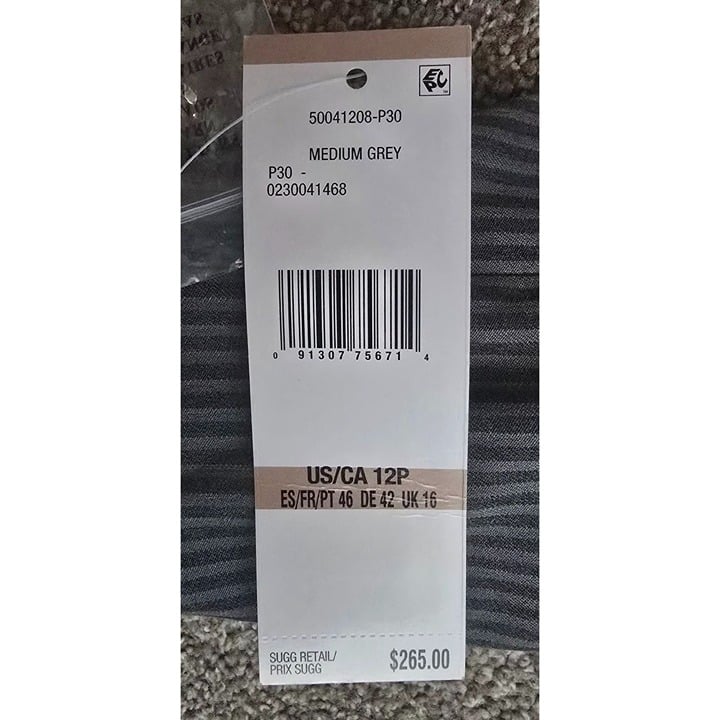 EPC
50041208-P30
MEDIUM GREY
P30 -
0230041468
0 91307 75671 4
US/CA 12P
ES/FR/PT 46 DE 42 UK 16
SUGG RETAIL/
PRIX SUGG
$265.00